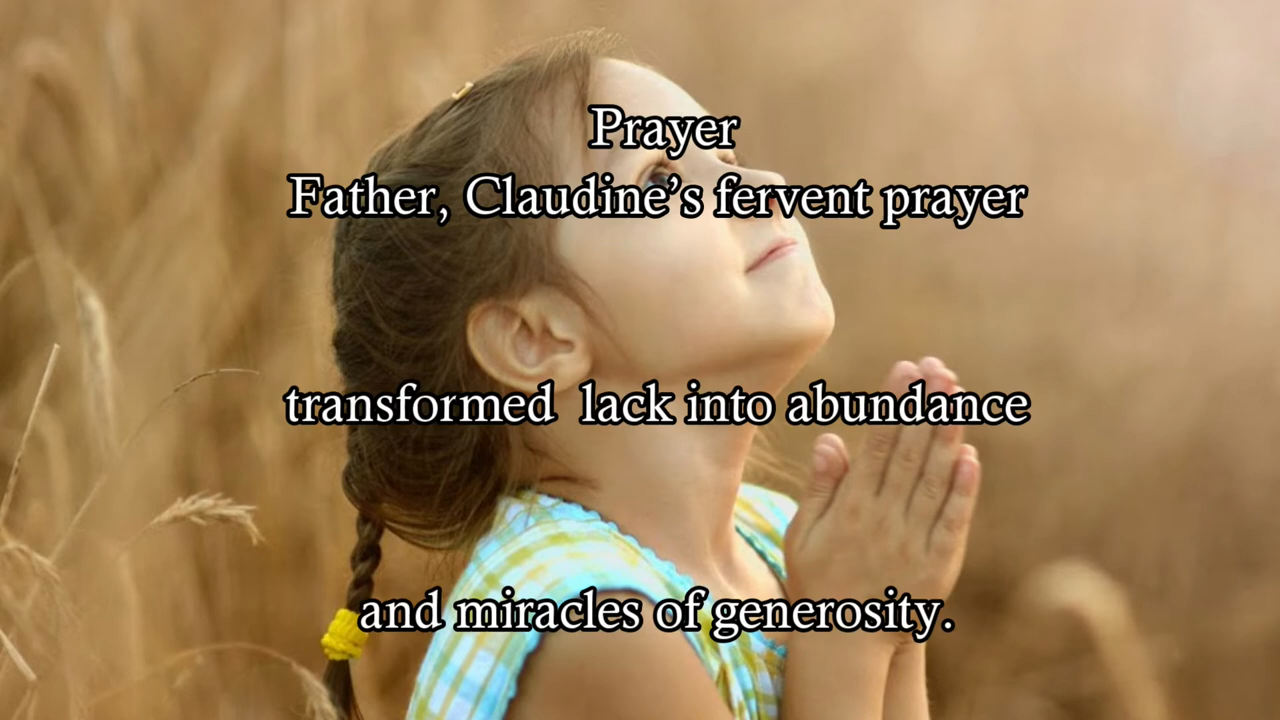 Prayer
Father, Claudine’s fervent prayer
transformed  lack into abundance
and miracles of generosity.